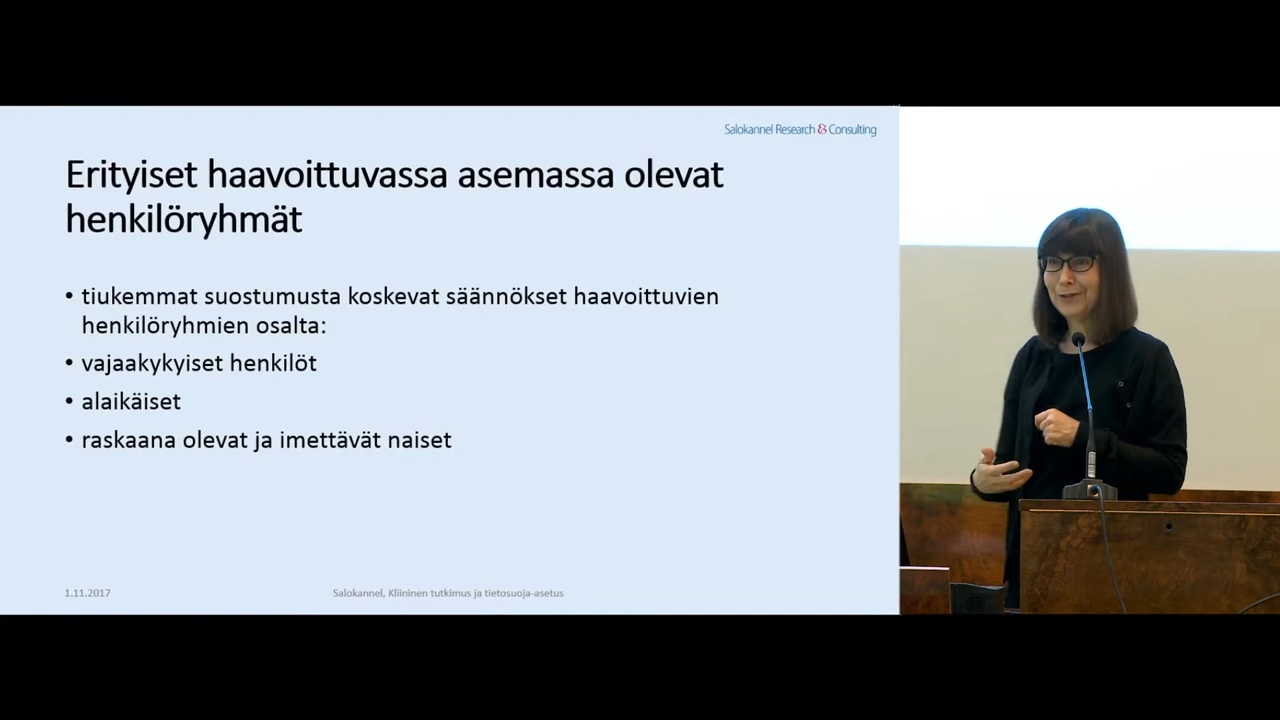 Salokannel Research & Consulting
Erityiset haavoittuvassa asemassa olevat
henkilöryhmät
• tiukemmat suostumusta koskevat säännökset haavoittuvien
henkilöryhmien osalta:
• vajaakykyiset henkilöt
• alaikäiset
• raskaana olevat ja imettävät naiset
1.11.2017
Salokannel, Kliininen tutkimus ja tietosuoja-asetus